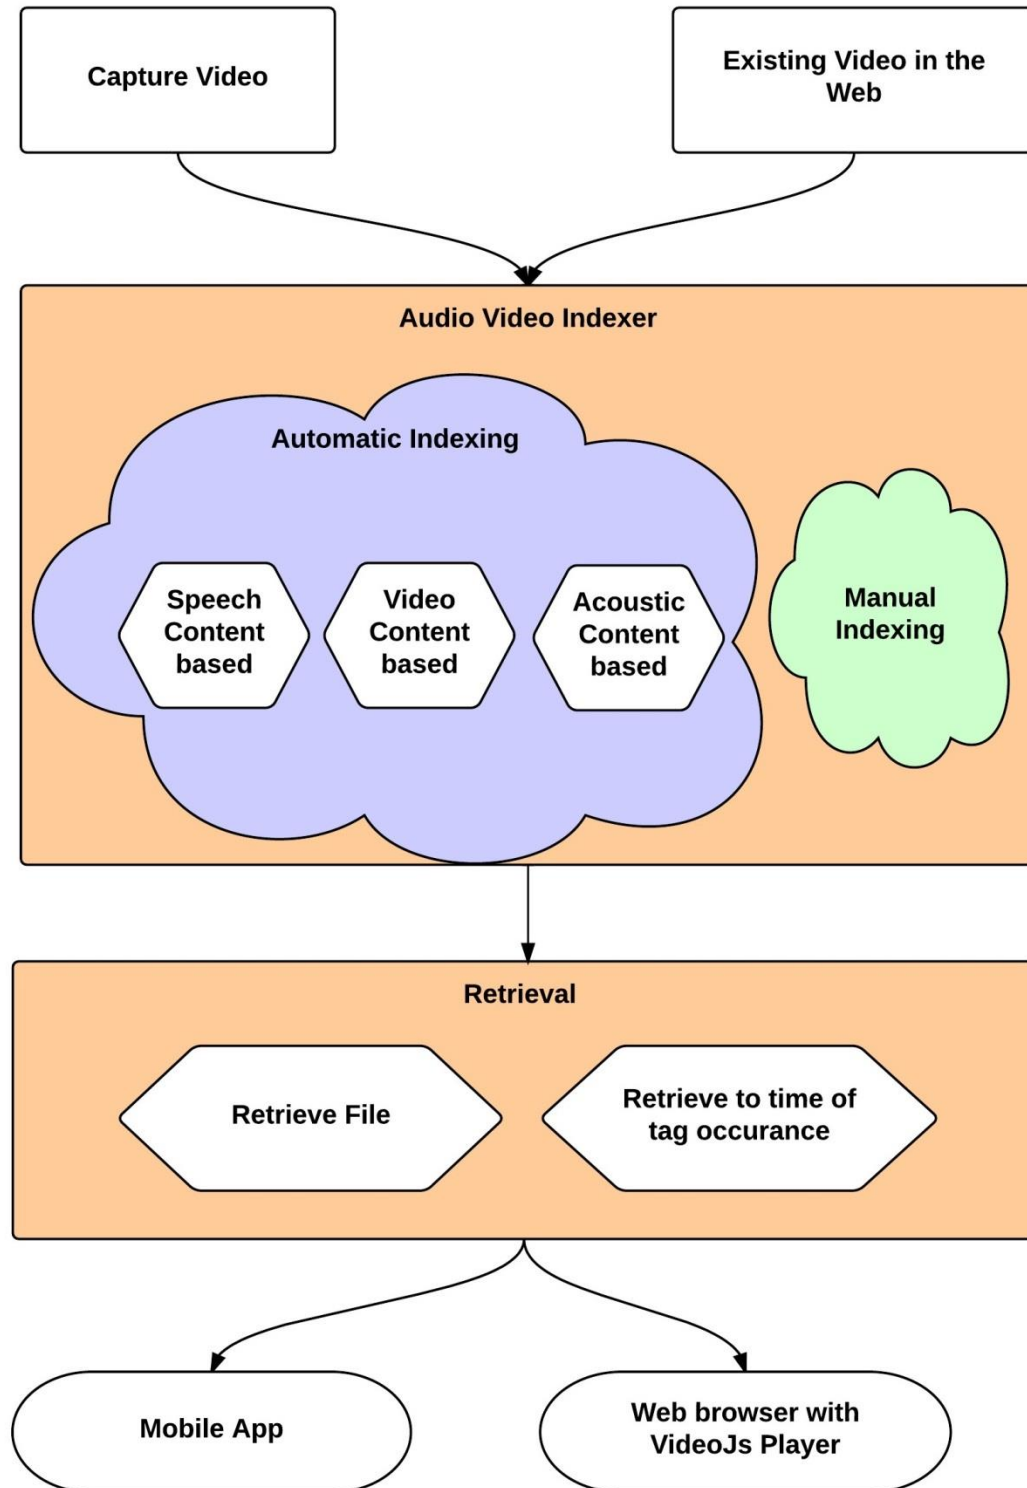 Capture Video
Existing Video in the
Web
Audio Video Indexer
Automatic Indexing
Speech
Content
based
Video
Content
based
Acoustic
Content
based
Manual
Indexing
Retrieval
Retrieve File
Retrieve to time of
tag occurance
Mobile App
Web browser with
VideoJs Player